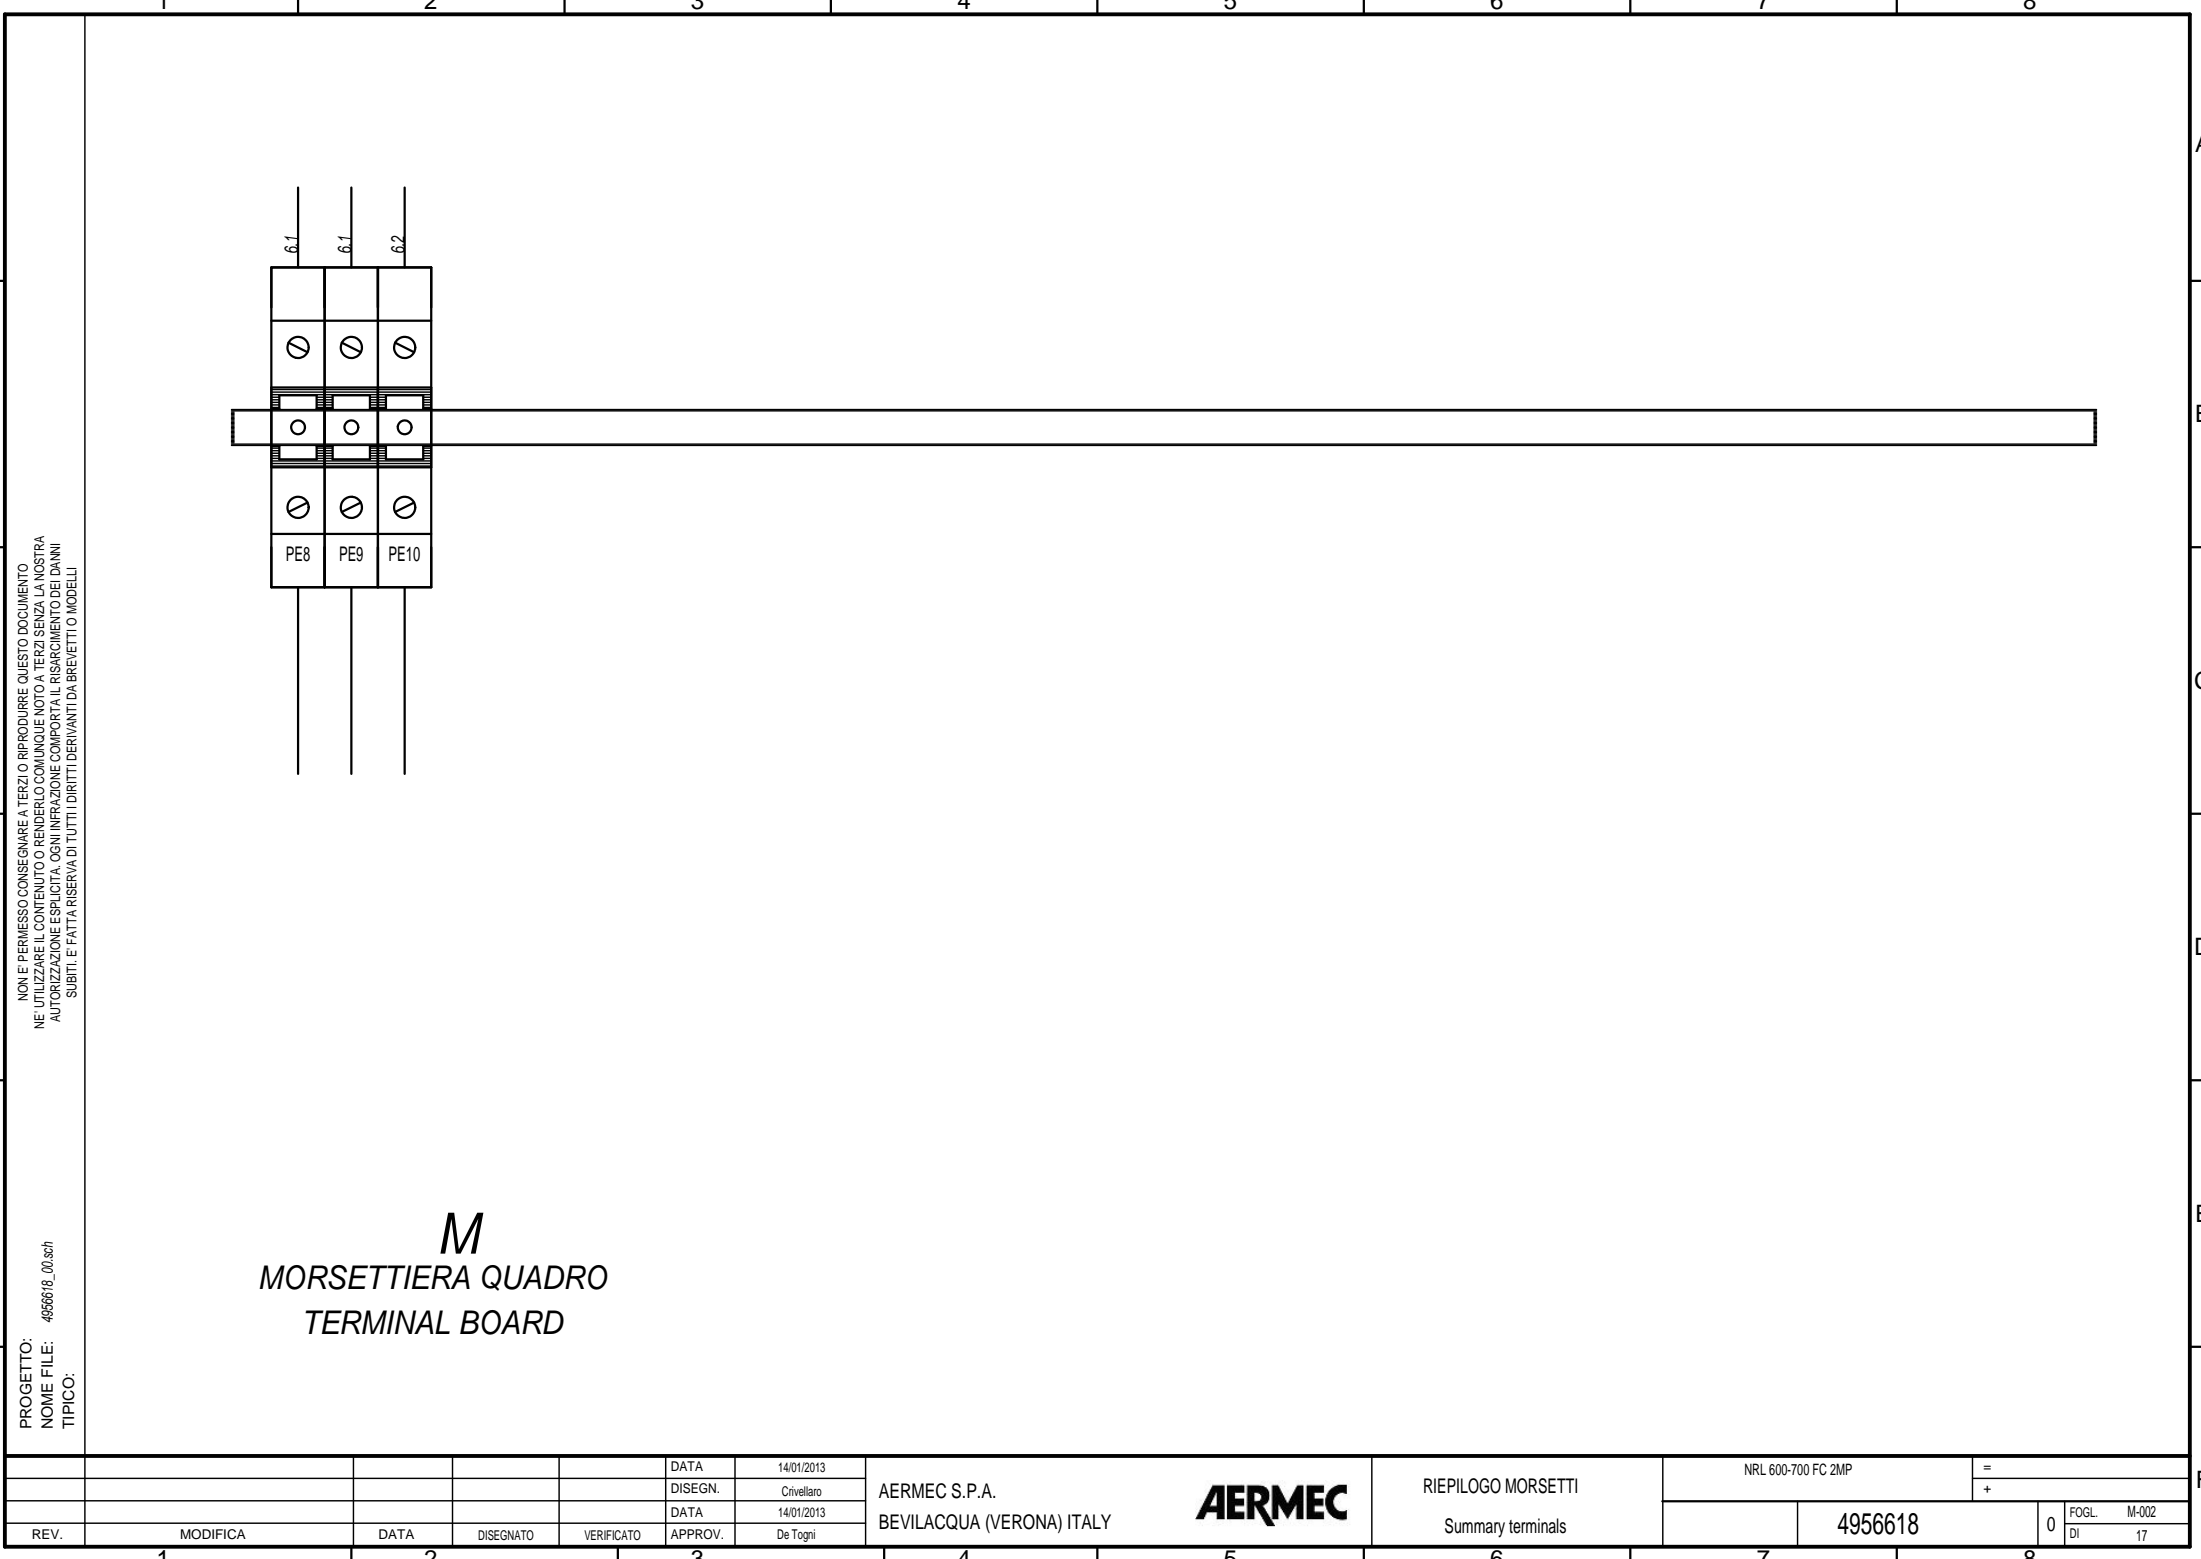 1 2 3 4 5 6 7 8
A
B
C
D
E
F
6.1 6.1 6.2
PE8 PE9 PE10
NON E' PERMESSO CONSEGNARE A TERZI O RIPRODURRE QUESTO DOCUMENTO
NE' UTILIZZARE IL CONTENUTO O RENDERLO COMUNQUE NOTO A TERZI SENZA LA NOSTRA
AUTORIZZAZIONE ESPLICITA. OGNI INFRAZIONE COMPORTA IL RISARCIMENTO DEI DANNI
SUBITI. E' FATTA RISERVA DI TUTTI I DIRITTI DERIVANTI DA BREVETTI O MODELLI
PROGETTO:
NOME FILE: 4956618_00.sch
TIPICO:
M
MORSETTIERA QUADRO
TERMINAL BOARD
DATA 14/01/2013
DISEGN. Crivellaro
DATA 14/01/2013
REV. MODIFICA DATA DISEGNATO VERIFICATO APPROV. De Togni
AERMEC S.P.A.
BEVILACQUA (VERONA) ITALY
AERMEC
RIEPILOGO MORSETTI
Summary terminals
NRL 600-700 FC 2MP
=
+
4956618
0
FOGL. M-002
DI 17
1 2 3 4 5 6 7 8